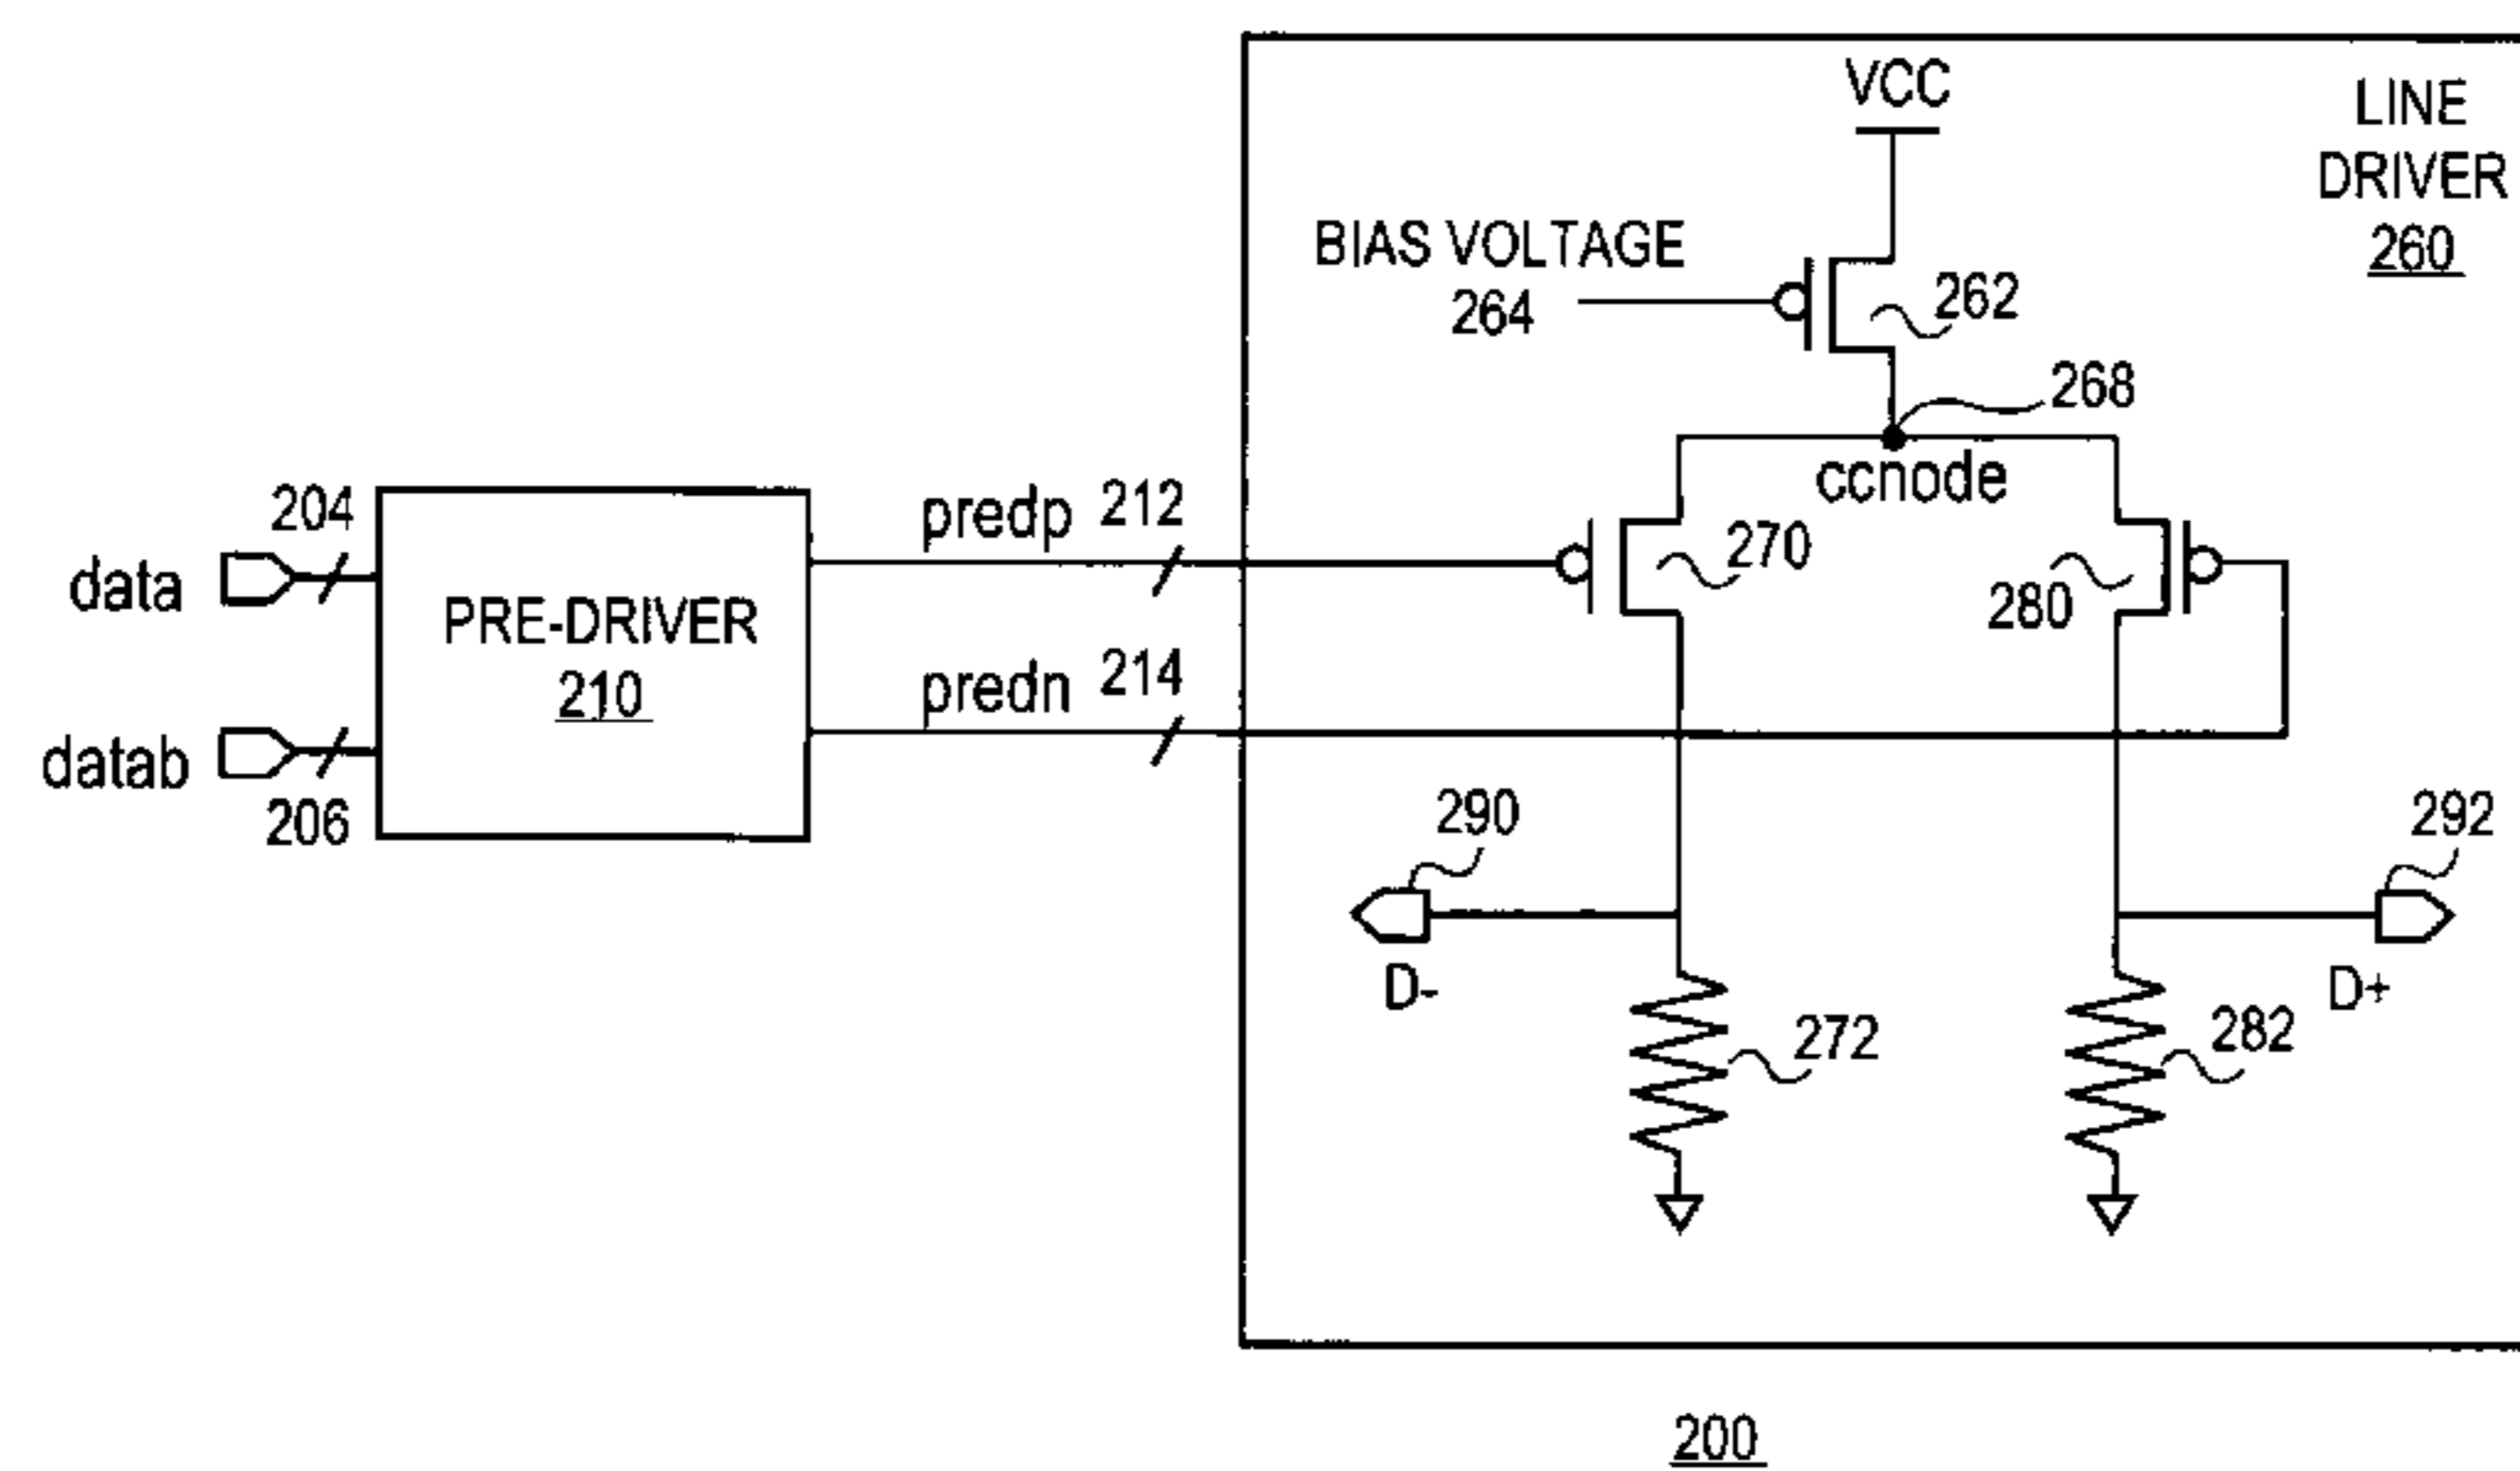 VCC
LINE
DRIVER
260
BIAS VOLTAGE
264
262
268
ccnode
204
data
PRE-DRIVER
210
datab
206
predp 212
predn 214
270
280
290
D-
292
D+
272
282
200